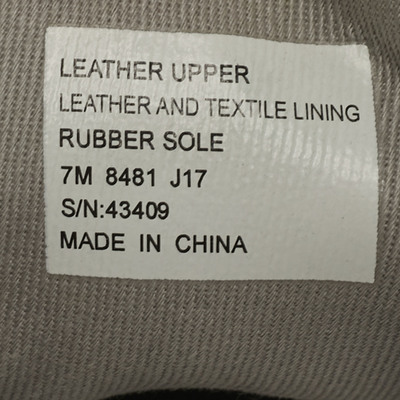 LEATHER UPPER
LEATHER AND TEXTILE LINING
RUBBER SOLE
7M 8481 J17
S/N:43409
MADE IN CHINA